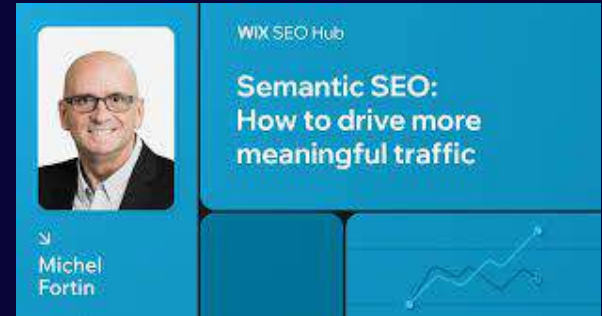 WIX SEO Hub
Semantic SEO:
How to drive more
meaningful traffic
Michel
Fortin